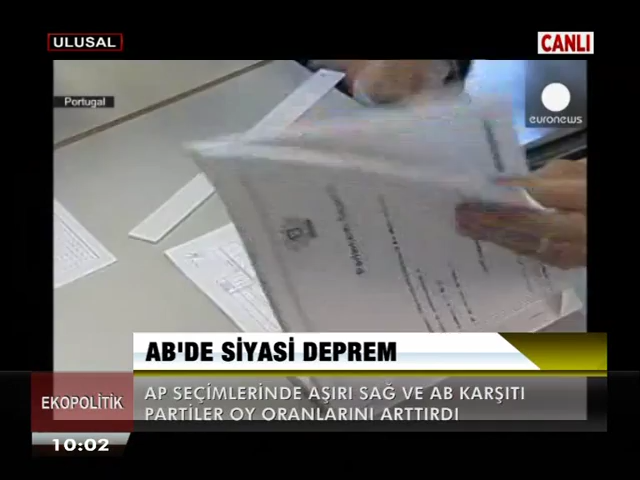 ULUSAL
CANLI
Portugal
euronews
AB'DE SİYASİ DEPREM
EKOPOLİTİK
AP SEÇİMLERİNDE AŞIRI SAĞ VE AB KARŞITI
PARTİLER OY ORANLARINI ARTTIRDI
10:02